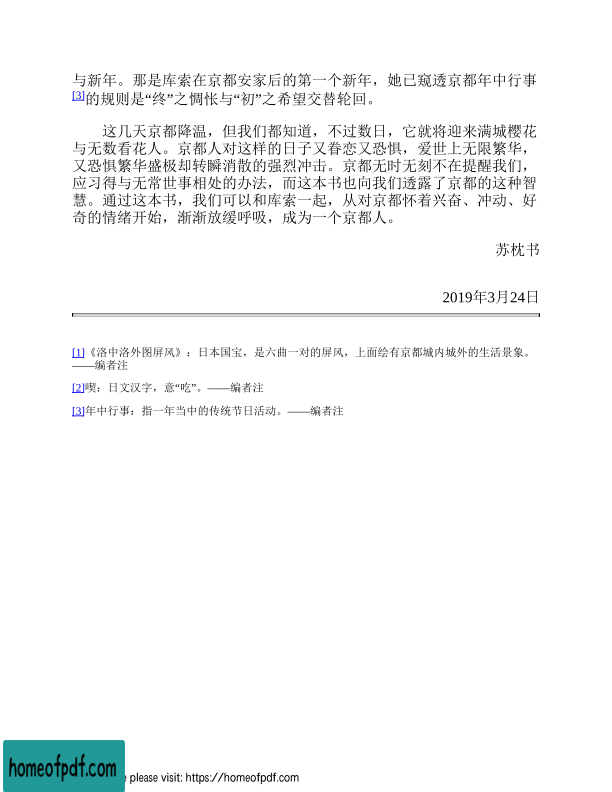 与新年。那是库索在京都安家后的第一个新年，她已窥透京都年中行事
[3]的规则是“终”之惆怅与“初”之希望交替轮回。
这几天京都降温，但我们都知道，不过数日，它就将迎来满城樱花
与无数看花人。京都人对这样的日子又眷恋又恐惧，爱世上无限繁华，
又恐惧繁华盛极却转瞬消散的强烈冲击。京都无时无刻不在提醒我们，
应习得与无常世事相处的办法，而这本书也向我们透露了京都的这种智
慧。通过这本书，我们可以和库索一起，从对京都怀着兴奋、冲动、好
奇的情绪开始，渐渐放缓呼吸，成为一个京都人。
苏枕书
2019年3月24日
[1]《洛中洛外图屏风》：日本国宝，是六曲一对的屏风，上面绘有京都城内城外的生活景象。
——编者注
[2]喫：日文汉字，意“吃”。——编者注
[3]年中行事：指一年当中的传统节日活动。——编者注
homeofpdf.com
please visit: https://homeofpdf.com